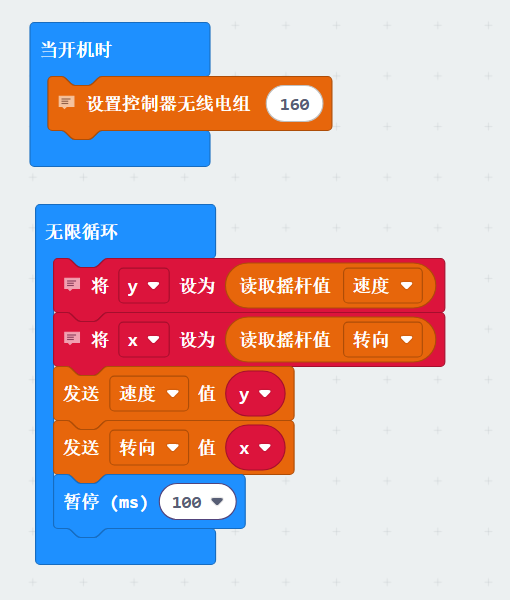 当开机时
设置控制器无线电组 160
无限循环
将 y 设为 读取摇杆值 速度
将 x 设为 读取摇杆值 转向
发送 速度 值 y
发送 转向 值 x
暂停 (ms) 100